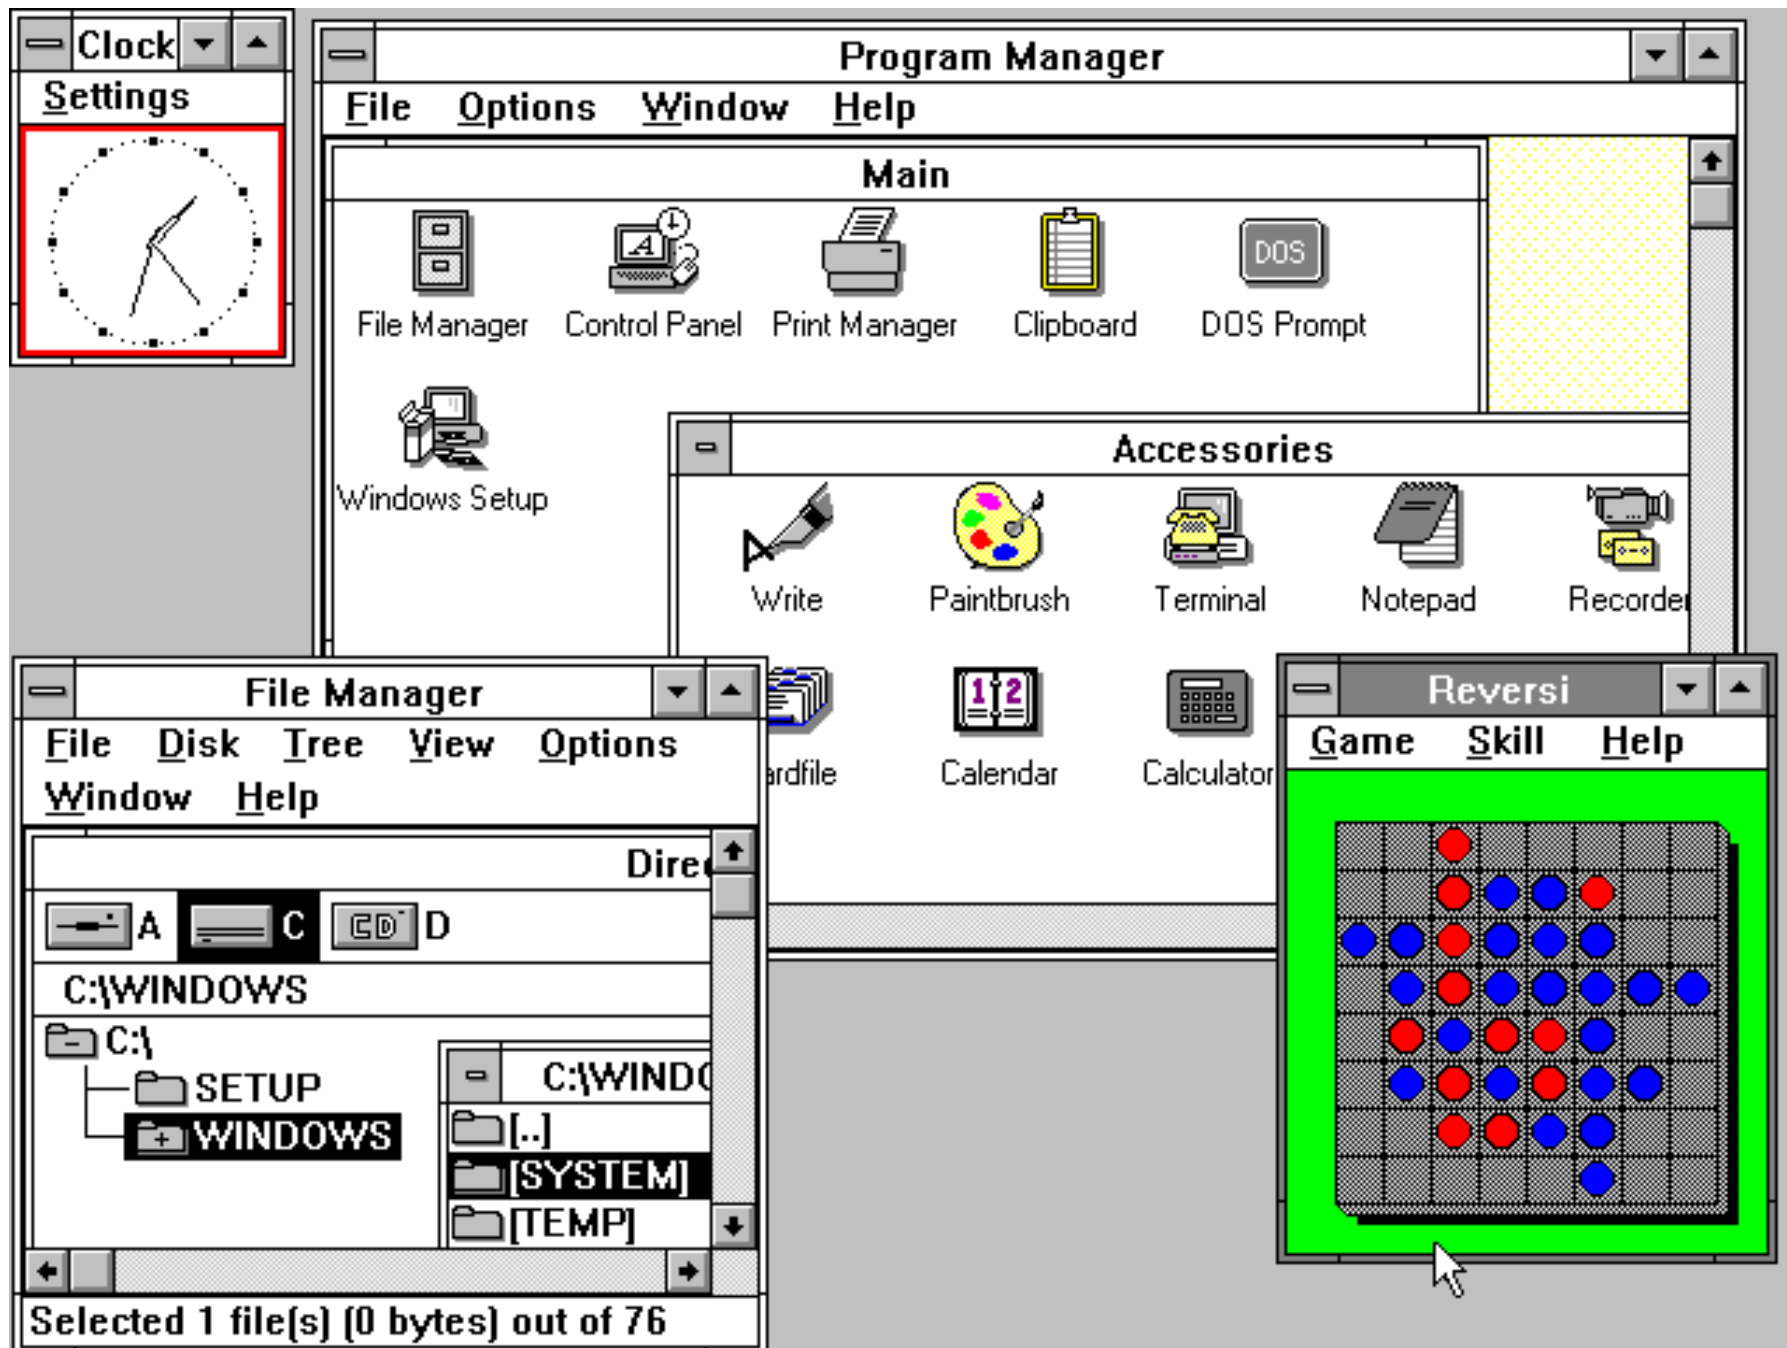 Clock
Settings
Program Manager
File Options Window Help
Main
File Manager Control Panel Print Manager Clipboard DOS Prompt
DOS
Windows Setup
Accessories
Write Paintbrush Terminal Notepad Recorder
ardfile Calendar Calculator
1 2
File Manager
File Disk Tree View Options
Window Help
Direc
A C CD D
C:\WINDOWS
C:\
SETUP
WINDOWS
C:\WINDO
[..]
[SYSTEM]
[TEMP]
Selected 1 file(s) (0 bytes) out of 76
Reversi
Game Skill Help